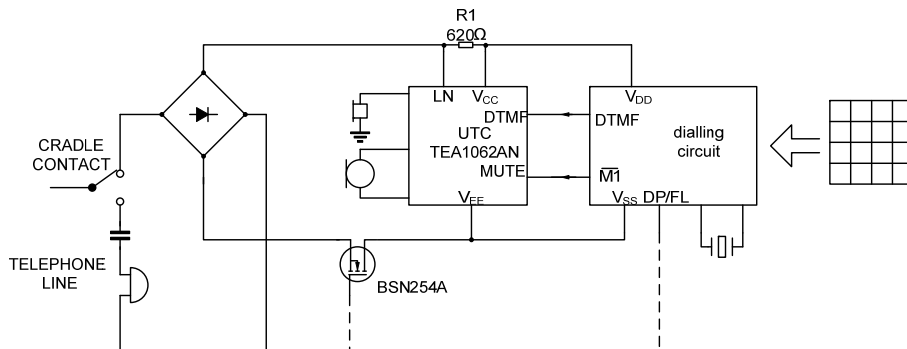 R1
620Ω
LN
VCC
VDD
DTMF
DTMF
UTC
TEA1062AN
MUTE
M̅1̅
VEE
VSS
DP/FL
dialling
circuit
CRADLE
CONTACT
TELEPHONE
LINE
BSN254A